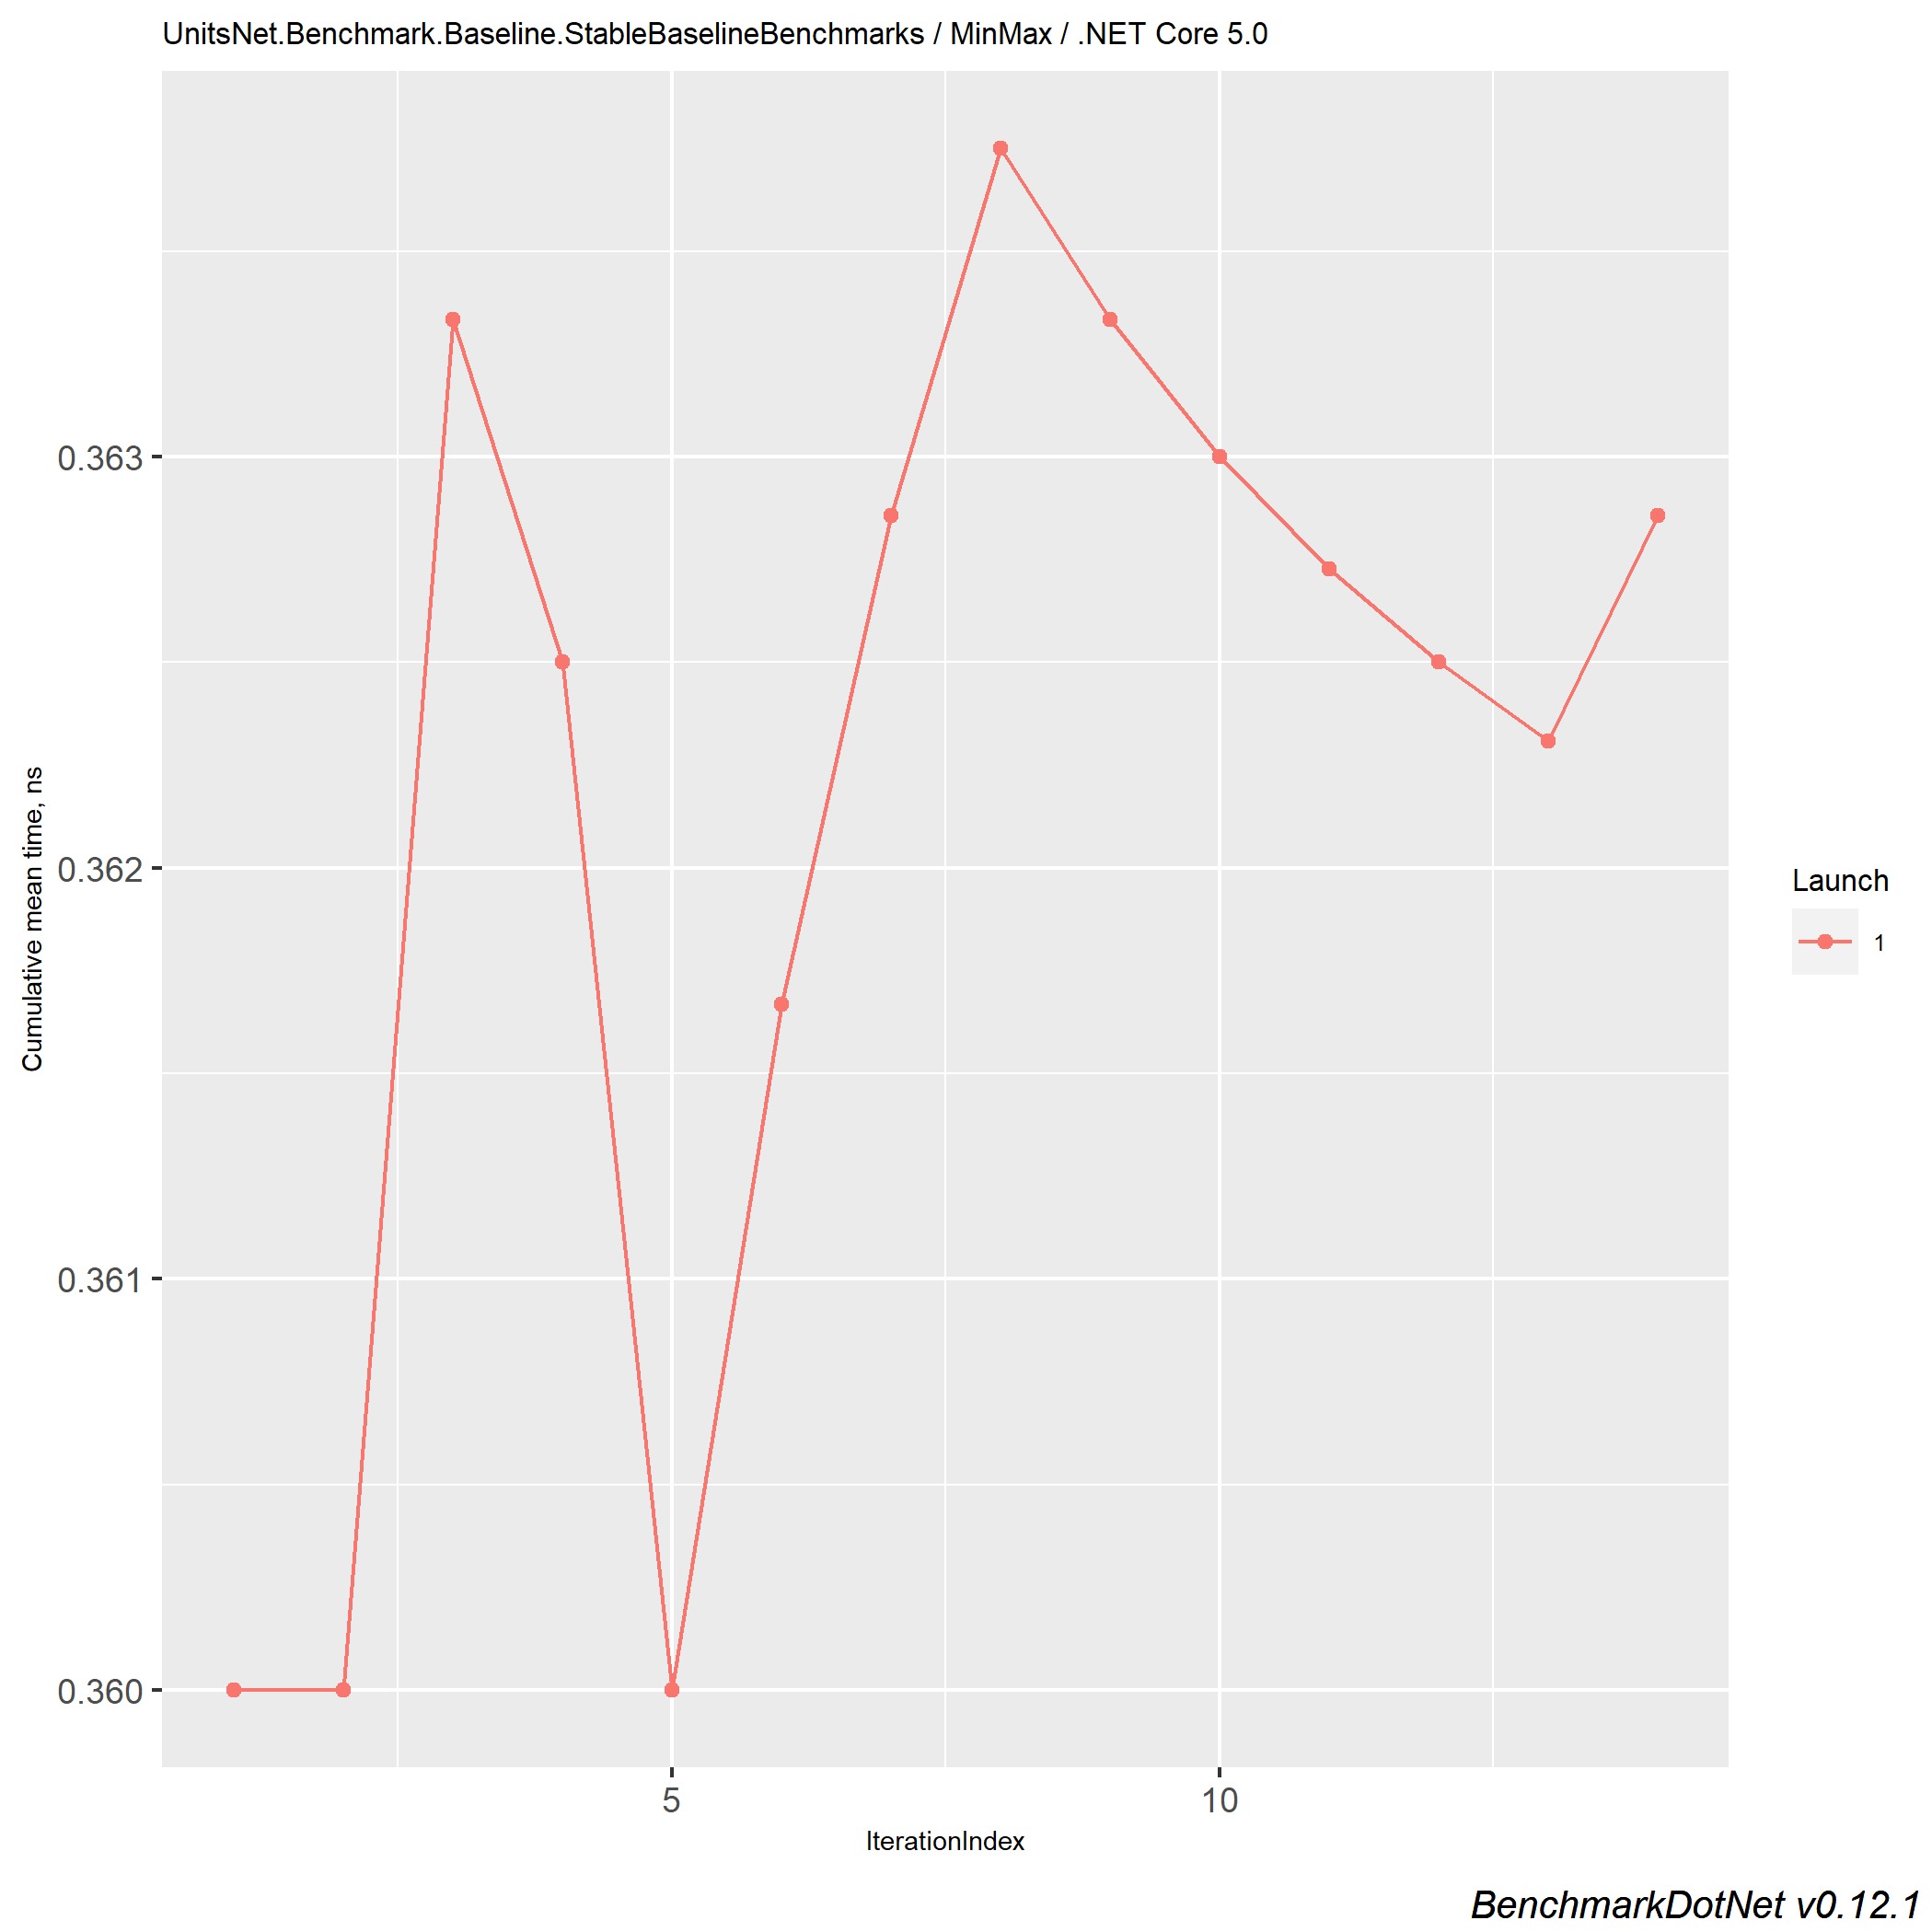 UnitsNet.Benchmark.Baseline.StableBaselineBenchmarks / MinMax / .NET Core 5.0
Cumulative mean time, ns
0.363
0.362
0.361
0.360
5
10
IterationIndex
Launch
1
BenchmarkDotNet v0.12.1